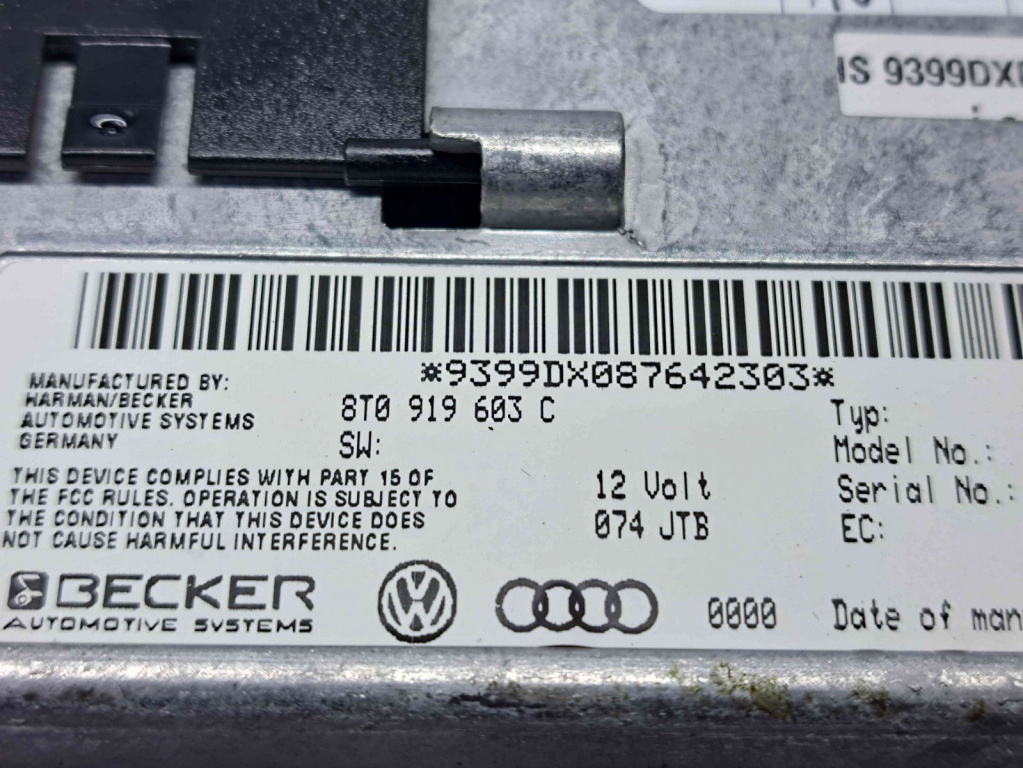 IS 9399DX
*9399DX087642303*
MANUFACTURED BY:
HARMAN/BECKER
AUTOMOTIVE SYSTEMS
GERMANY
8T0 919 603 C
SW:
THIS DEVICE COMPLIES WITH PART 15 OF
THE FCC RULES. OPERATION IS SUBJECT TO
THE CONDITION THAT THIS DEVICE DOES
NOT CAUSE HARMFUL INTERFERENCE.
12 Volt
074 JTB
Typ:
Model No.:
Serial No.:
EC:
BECKER
AUTOMOTIVE SYSTEMS
VW
0000
Date of man